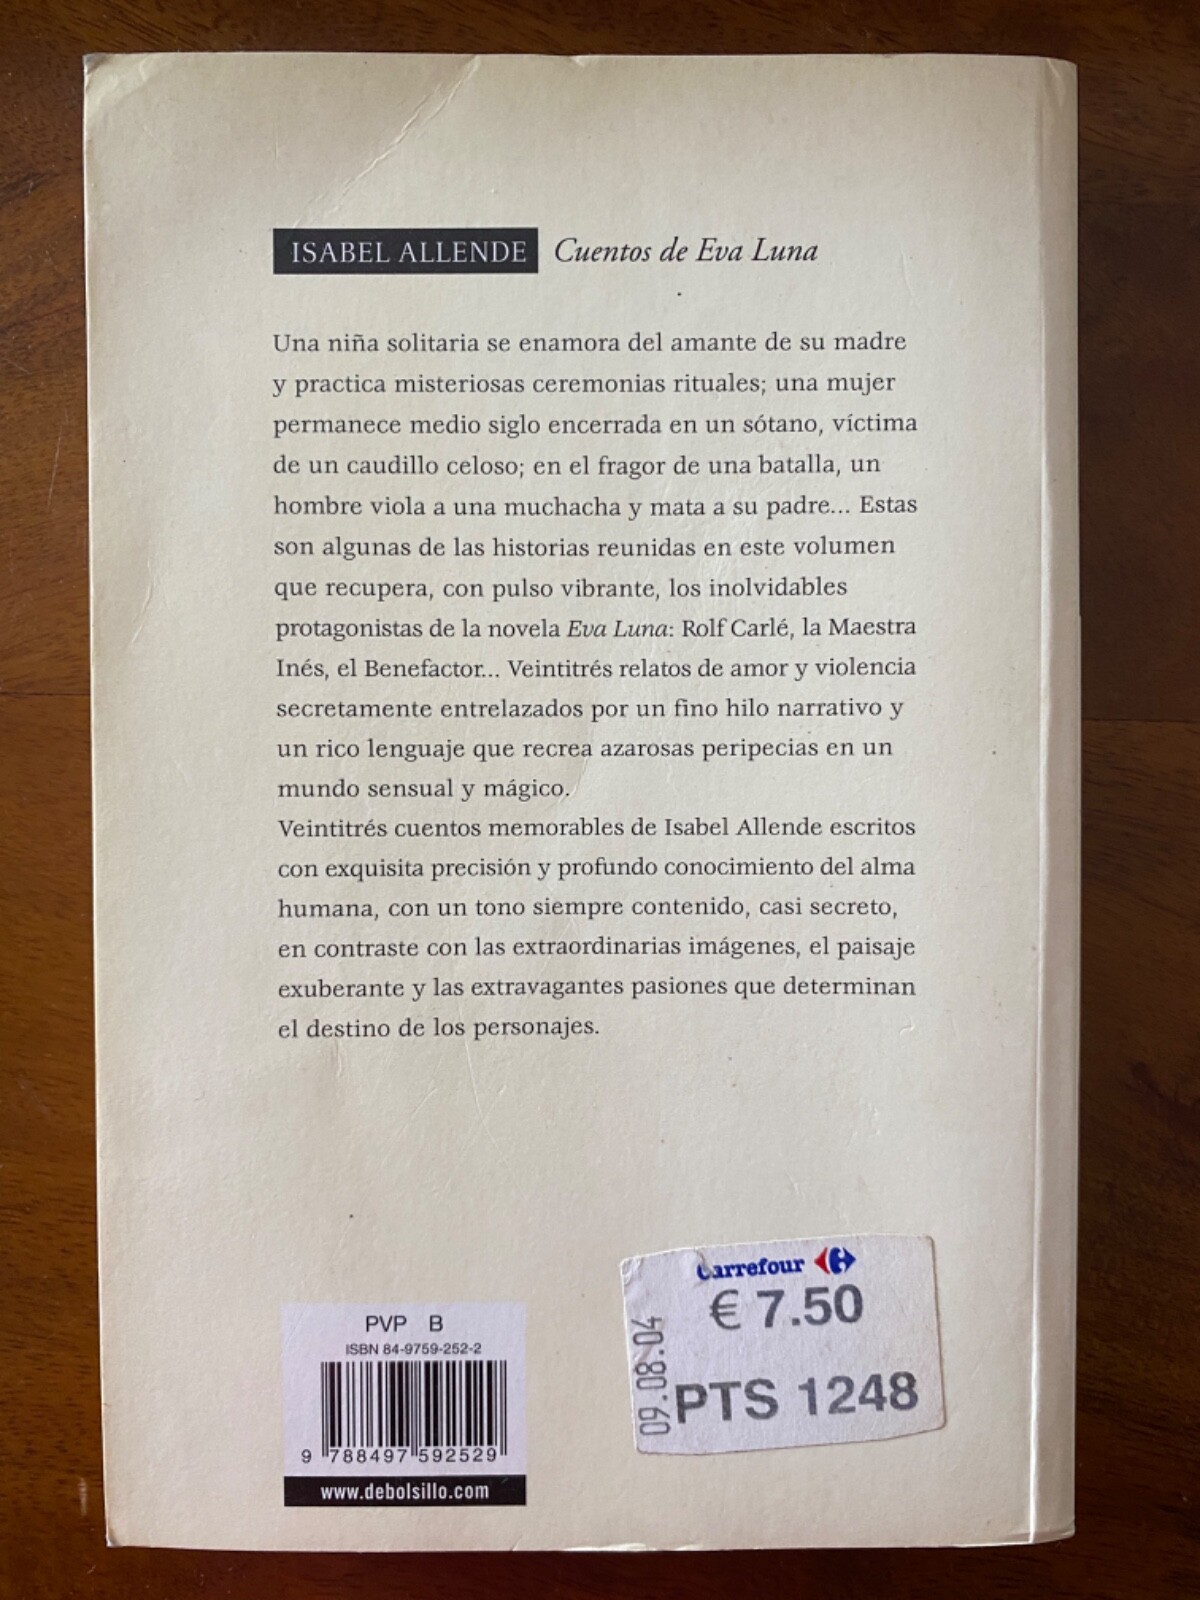 ISABEL ALLENDE Cuentos de Eva Luna
Una niña solitaria se enamora del amante de su madre
y practica misteriosas ceremonias rituales; una mujer
permanece medio siglo encerrada en un sótano, víctima
de un caudillo celoso; en el fragor de una batalla, un
hombre viola a una muchacha y mata a su padre... Estas
son algunas de las historias reunidas en este volumen
que recupera, con pulso vibrante, los inolvidables
protagonistas de la novela Eva Luna: Rolf Carlé, la Maestra
Inés, el Benefactor... Veintitrés relatos de amor y violencia
secretamente entrelazados por un fino hilo narrativo y
un rico lenguaje que recrea azarosas peripecias en un
mundo sensual y mágico.
Veintitrés cuentos memorables de Isabel Allende escritos
con exquisita precisión y profundo conocimiento del alma
humana, con un tono siempre contenido, casi secreto,
en contraste con las extraordinarias imágenes, el paisaje
exuberante y las extravagantes pasiones que determinan
el destino de los personajes.
PVP B
ISBN 84-9759-252-2
9 788497 592529
www.debolsillo.com
Carrefour
€ 7.50
PTS 1248
09.08.04